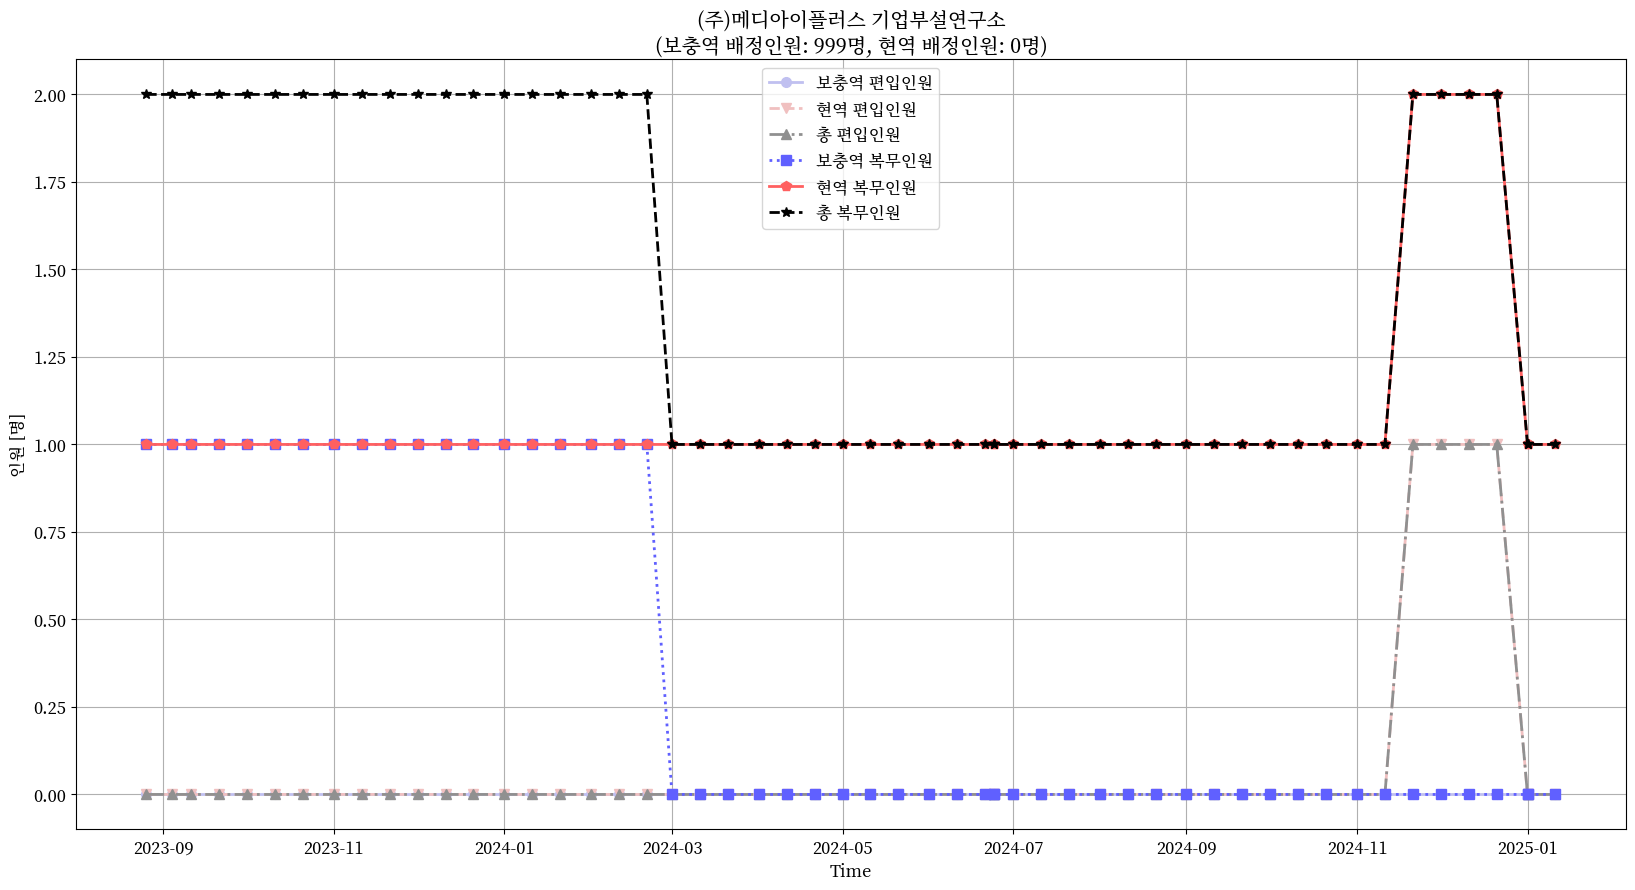 (주)메디아이플러스 기업부설연구소
(보충역 배정인원: 999명, 현역 배정인원: 0명)
보충역 편입인원
현역 편입인원
총 편입인원
보충역 복무인원
현역 복무인원
총 복무인원
2.00
1.75
1.50
1.25
1.00
0.75
0.50
0.25
0.00
인원 [명]
2023-09 2023-11 2024-01 2024-03 2024-05 2024-07 2024-09 2024-11 2025-01
Time